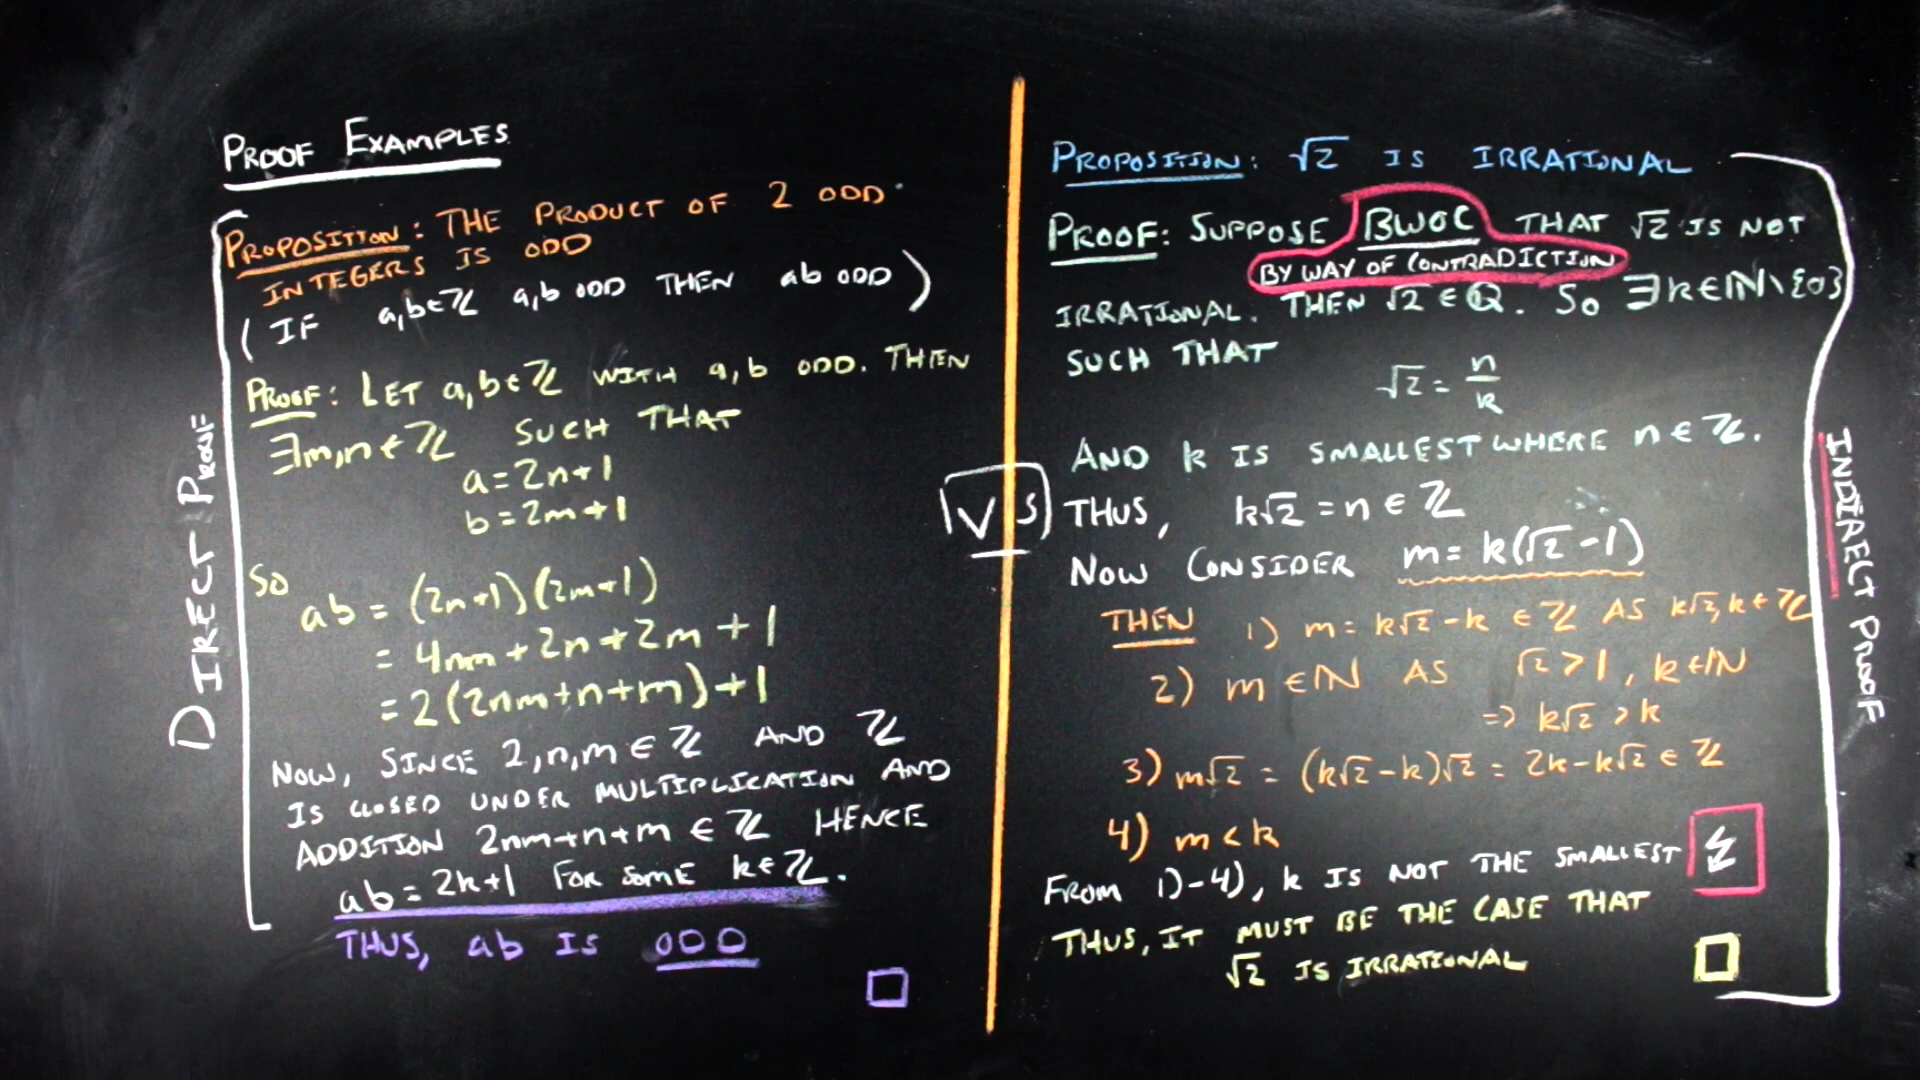 PROOF EXAMPLES
DIRECT PROOF
PROPOSITION: THE PRODUCT OF 2 ODD
INTEGERS IS ODD
(IF a,b∈ℤ a,b ODD THEN ab ODD)
PROOF: LET a,b∈ℤ WITH a,b ODD. THEN
∃m,n∈ℤ SUCH THAT
a=2n+1
b=2m+1
SO
ab = (2n+1)(2m+1)
= 4nm+2n+2m+1
= 2(2nm+n+m)+1
NOW, SINCE 2,n,m∈ℤ AND ℤ
IS CLOSED UNDER MULTIPLICATION AND
ADDITION 2nm+n+m∈ℤ HENCE
ab=2k+1 FOR SOME k∈ℤ.
THUS, ab IS ODD
□
VS
PROPOSITION: √2 IS IRRATIONAL
PROOF: SUPPOSE BWOC THAT √2 IS NOT
BY WAY OF CONTRADICTION
IRRATIONAL. THEN √2∈ℚ. SO ∃k∈ℕ\{0}
SUCH THAT
√2 = n/k
AND k IS SMALLEST WHERE n∈ℤ.
THUS, k√2 = n∈ℤ
NOW CONSIDER m= k(√2-1)
THEN 1) m= k√2-k ∈ℤ AS k√2,k∈ℤ
2) m∈ℕ AS √2>1, k∈ℕ
=> k√2>k
3) m√2 = (k√2-k)√2 = 2k-k√2∈ℤ
4) m<k
FROM 1)-4), k IS NOT THE SMALLEST ↯
THUS, IT MUST BE THE CASE THAT
√2 IS IRRATIONAL
□
INDIRECT PROOF